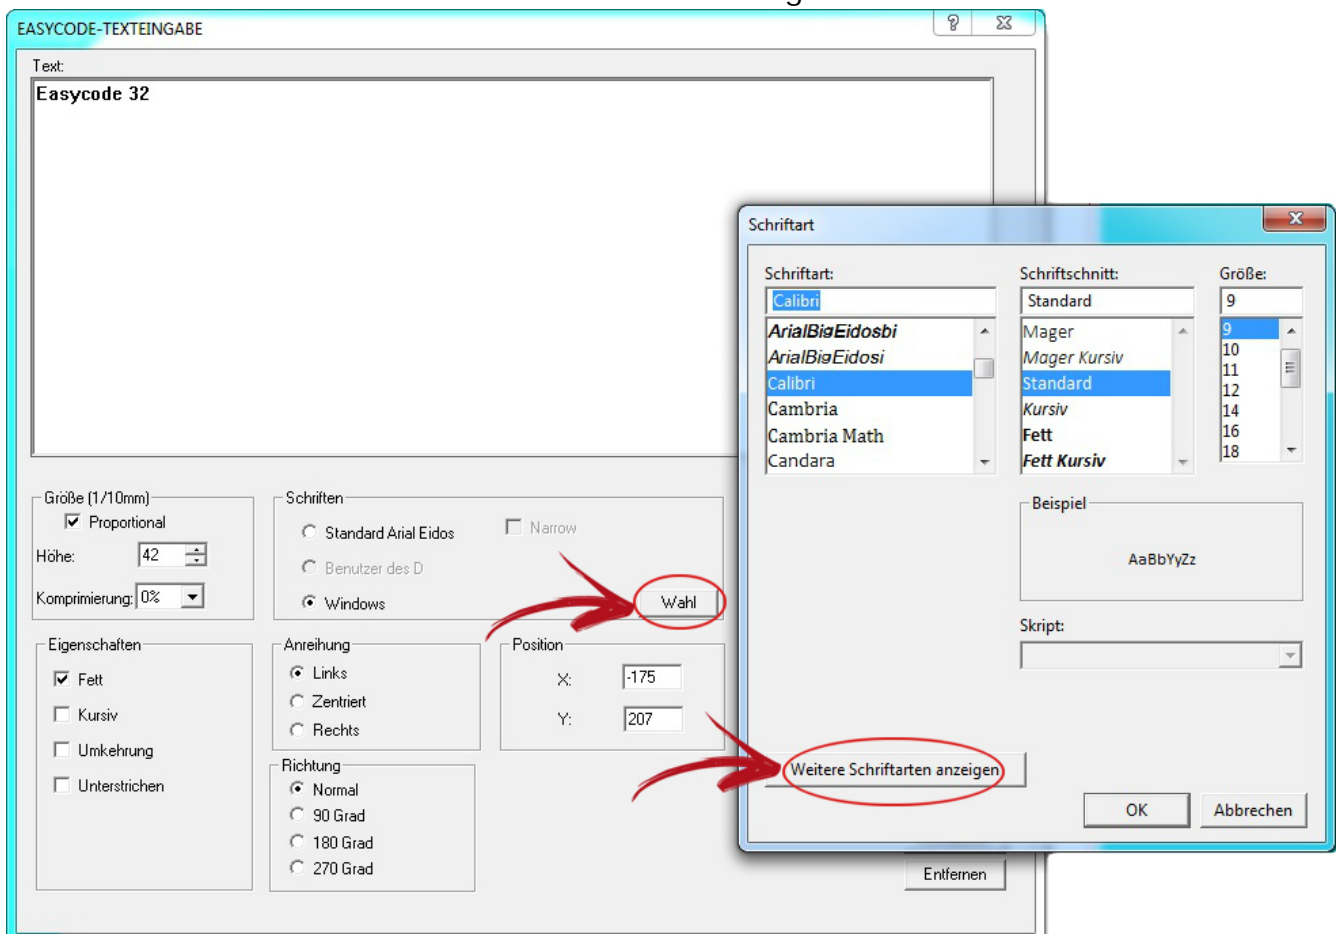 EASYCODE-TEXTEINGABE
Text:
Easycode 32
Größe (1/10mm)
Proportional
Höhe: 42
Komprimierung: 0%
Schriften
Standard Arial Eidos
Narrow
Benutzer des D
Windows
Wahl
Eigenschaften
Fett
Kursiv
Umkehrung
Unterstrichen
Anreihung
Links
Zentriert
Rechts
Position
X: -175
Y: 207
Richtung
Normal
90 Grad
180 Grad
270 Grad
Entfernen
Schriftart
Schriftart:
Calibri
ArialBigEidosbi
ArialBigEidosi
Calibri
Cambria
Cambria Math
Candara
Schriftschnitt:
Standard
Mager
Mager Kursiv
Standard
Kursiv
Fett
Fett Kursiv
Größe:
9
9
10
11
12
14
16
18
Beispiel
AaBbYyZz
Skript:
Weitere Schriftarten anzeigen
OK
Abbrechen